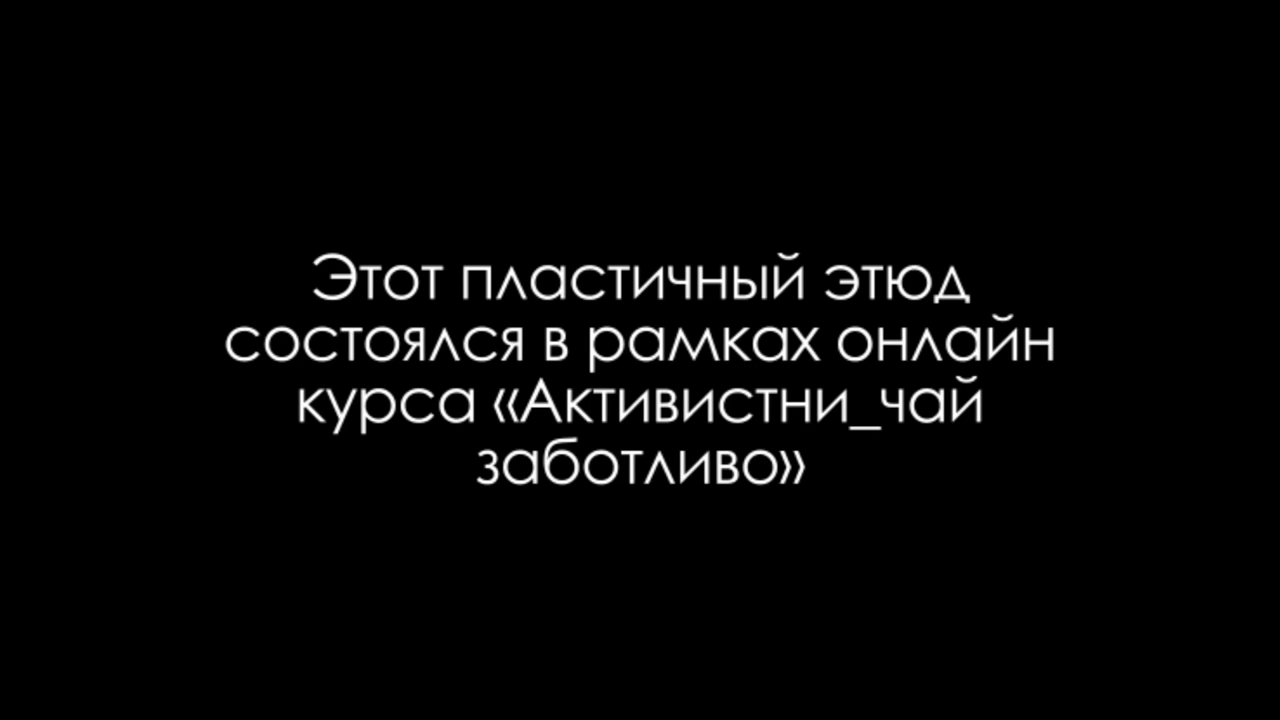 Этот пластичный этюд
состоялся в рамках онлайн
курса «Активистни_чай
заботливо»